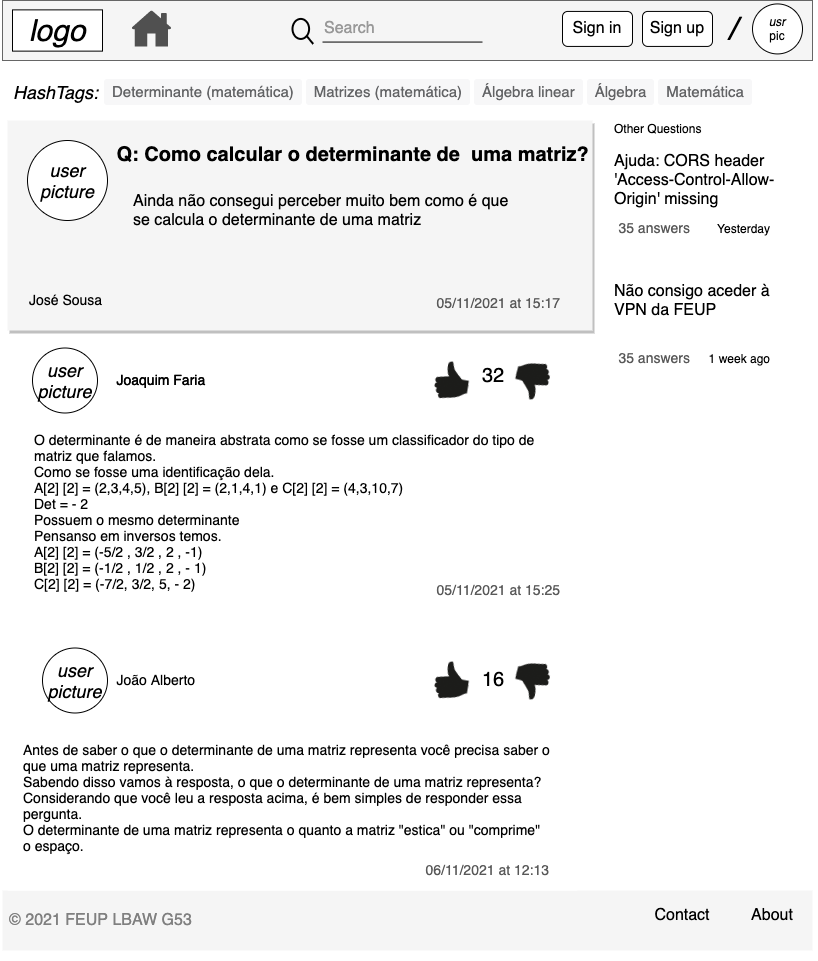 logo
Search
Sign in
Sign up
/
usr
pic
HashTags:
Determinante (matemática)
Matrizes (matemática)
Álgebra linear
Álgebra
Matemática
user
picture
Q: Como calcular o determinante de  uma matriz?
Ainda não consegui perceber muito bem como é que
se calcula o determinante de uma matriz
José Sousa
05/11/2021 at 15:17
Other Questions
Ajuda: CORS header
'Access-Control-Allow-
Origin' missing
35 answers
Yesterday
Não consigo aceder à
VPN da FEUP
35 answers
1 week ago
user
picture
Joaquim Faria
32
O determinante é de maneira abstrata como se fosse um classificador do tipo de
matriz que falamos.
Como se fosse uma identificação dela.
A[2] [2] = (2,3,4,5), B[2] [2] = (2,1,4,1) e C[2] [2] = (4,3,10,7)
Det = - 2
Possuem o mesmo determinante
Pensanso em inversos temos.
A[2] [2] = (-5/2 , 3/2 , 2 , -1)
B[2] [2] = (-1/2 , 1/2 , 2 , - 1)
C[2] [2] = (-7/2, 3/2, 5, - 2)
05/11/2021 at 15:25
user
picture
João Alberto
16
Antes de saber o que o determinante de uma matriz representa você precisa saber o
que uma matriz representa.
Sabendo disso vamos à resposta, o que o determinante de uma matriz representa?
Considerando que você leu a resposta acima, é bem simples de responder essa
pergunta.
O determinante de uma matriz representa o quanto a matriz "estica" ou "comprime"
o espaço.
06/11/2021 at 12:13
© 2021 FEUP LBAW G53
Contact
About